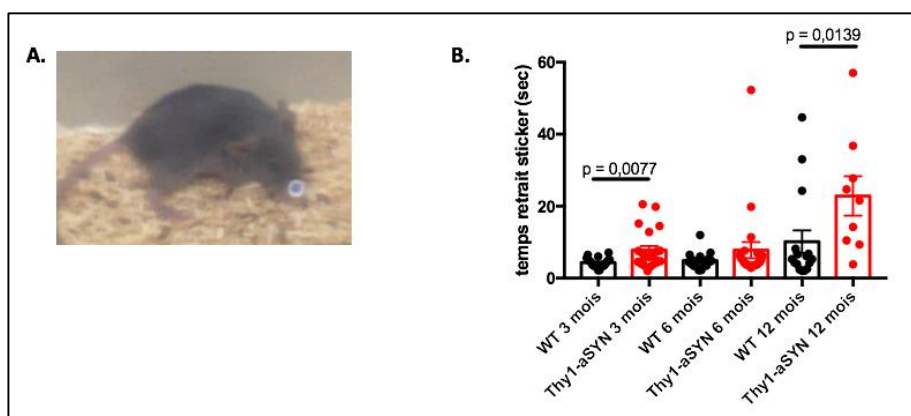 A.
B.
p = 0,0139
p = 0,0077
temps retrait sticker (sec)
60
40
20
0
WT 3 mois
Thy1-aSYN 3 mois
WT 6 mois
Thy1-aSYN 6 mois
WT 12 mois
Thy1-aSYN 12 mois